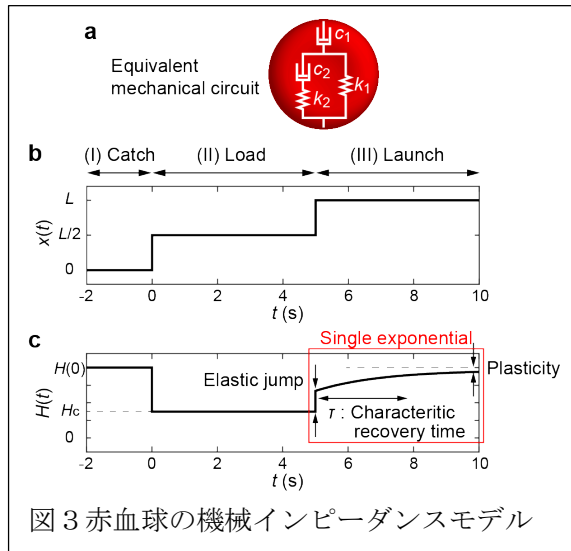 a
Equivalent
mechanical circuit
c1
c2
k2
k1
b
(I) Catch (II) Load (III) Launch
L
L/2
0
x(t)
-2 0 2 4 6 8 10
t (s)
c
Single exponential
H(0)
Hc
0
H(t)
Elastic jump
Plasticity
τ : Characteritic
recovery time
-2 0 2 4 6 8 10
t (s)
図３赤血球の機械インピーダンスモデル